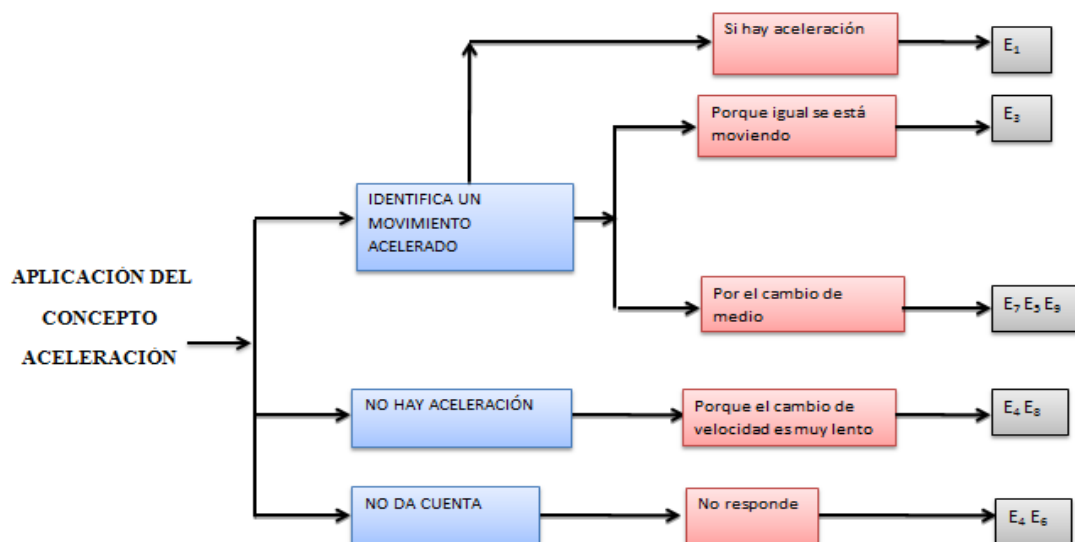 Si hay aceleración
E₁
Porque igual se está
moviendo
E₃
IDENTIFICA UN
MOVIMIENTO
ACELERADO
APLICACIÓN DEL
CONCEPTO
ACELERACIÓN
Por el cambio de
medio
E₇ E₅ E₉
NO HAY ACELERACIÓN
Porque el cambio de
velocidad es muy lento
E₄ E₈
NO DA CUENTA
No responde
E₄ E₆